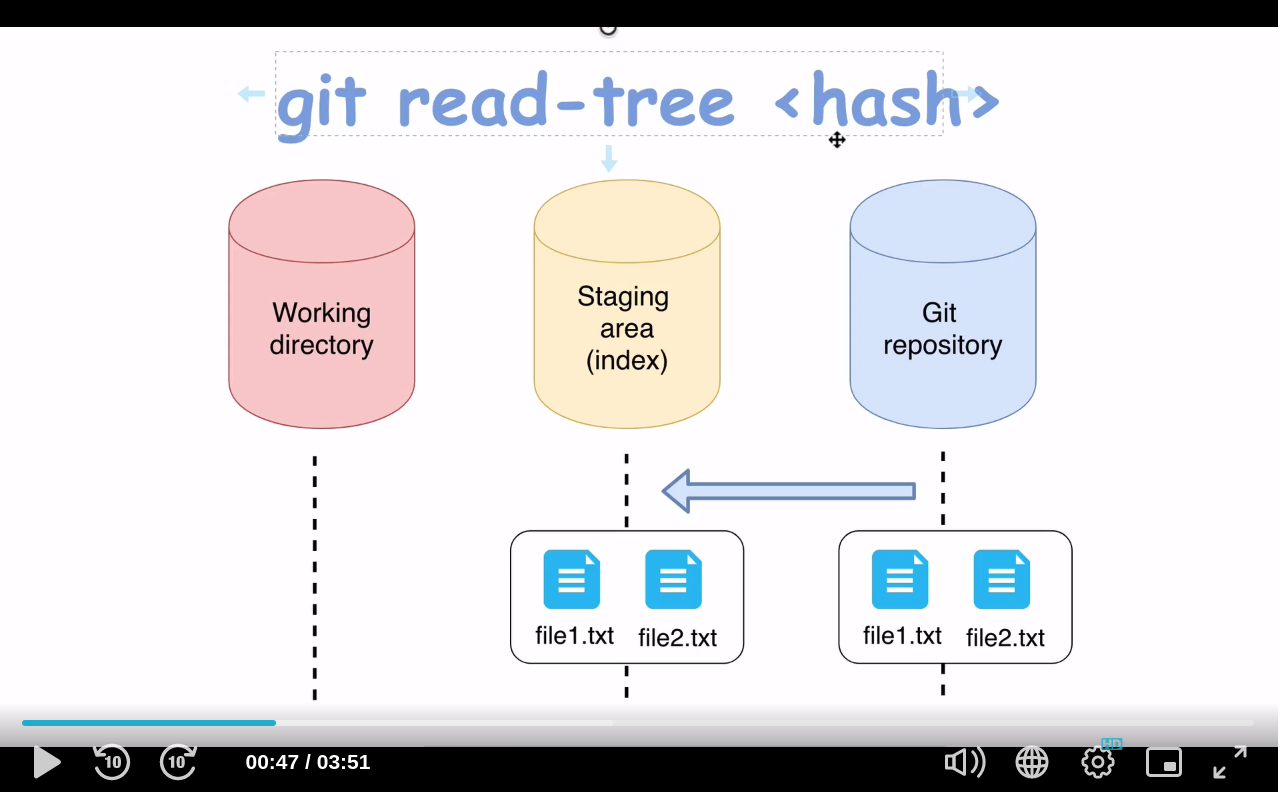 git read-tree <hash>
Working
directory
Staging
area
(index)
Git
repository
file1.txt file2.txt
file1.txt file2.txt
HD
10
10
00:47 / 03:51